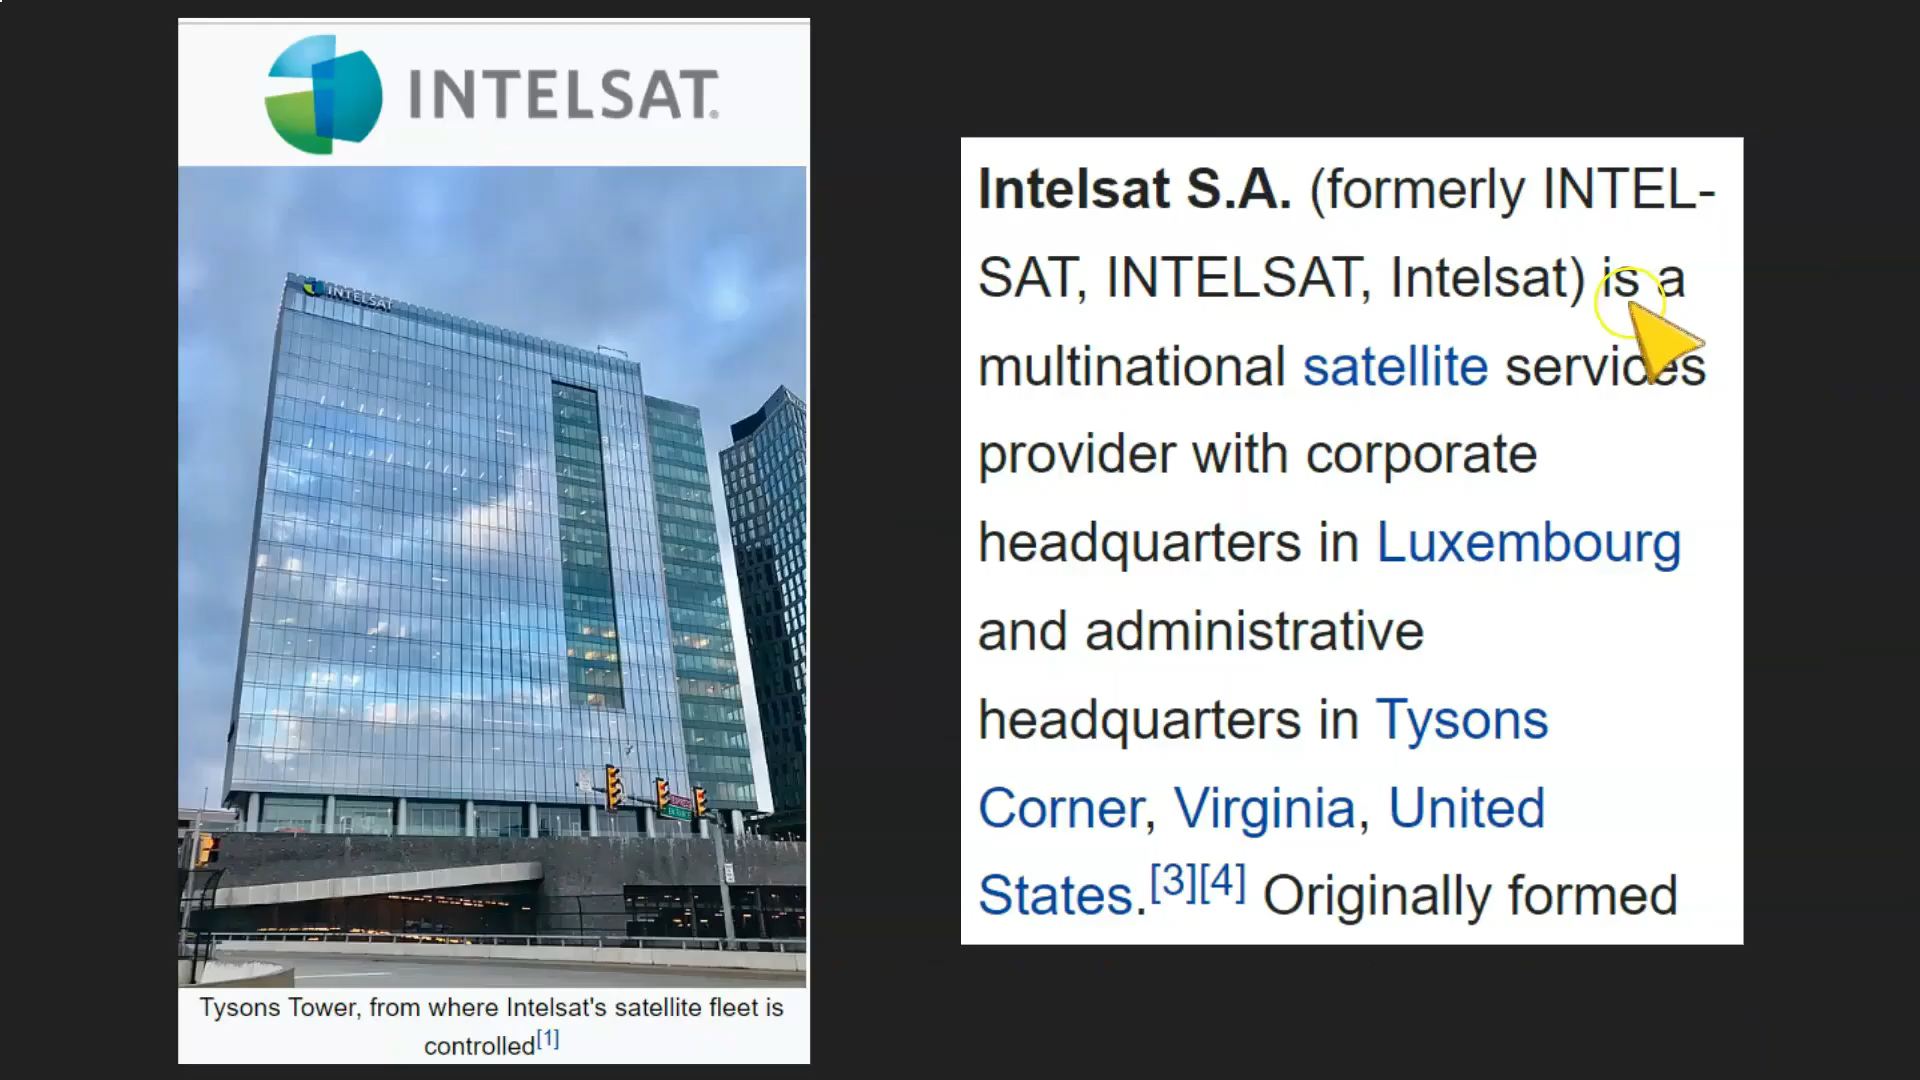 INTELSAT®
INTELSAT
Tysons Tower, from where Intelsat's satellite fleet is
controlled[1]
Intelsat S.A. (formerly INTEL-
SAT, INTELSAT, Intelsat) is a
multinational satellite services
provider with corporate
headquarters in Luxembourg
and administrative
headquarters in Tysons
Corner, Virginia, United
States.[3][4] Originally formed